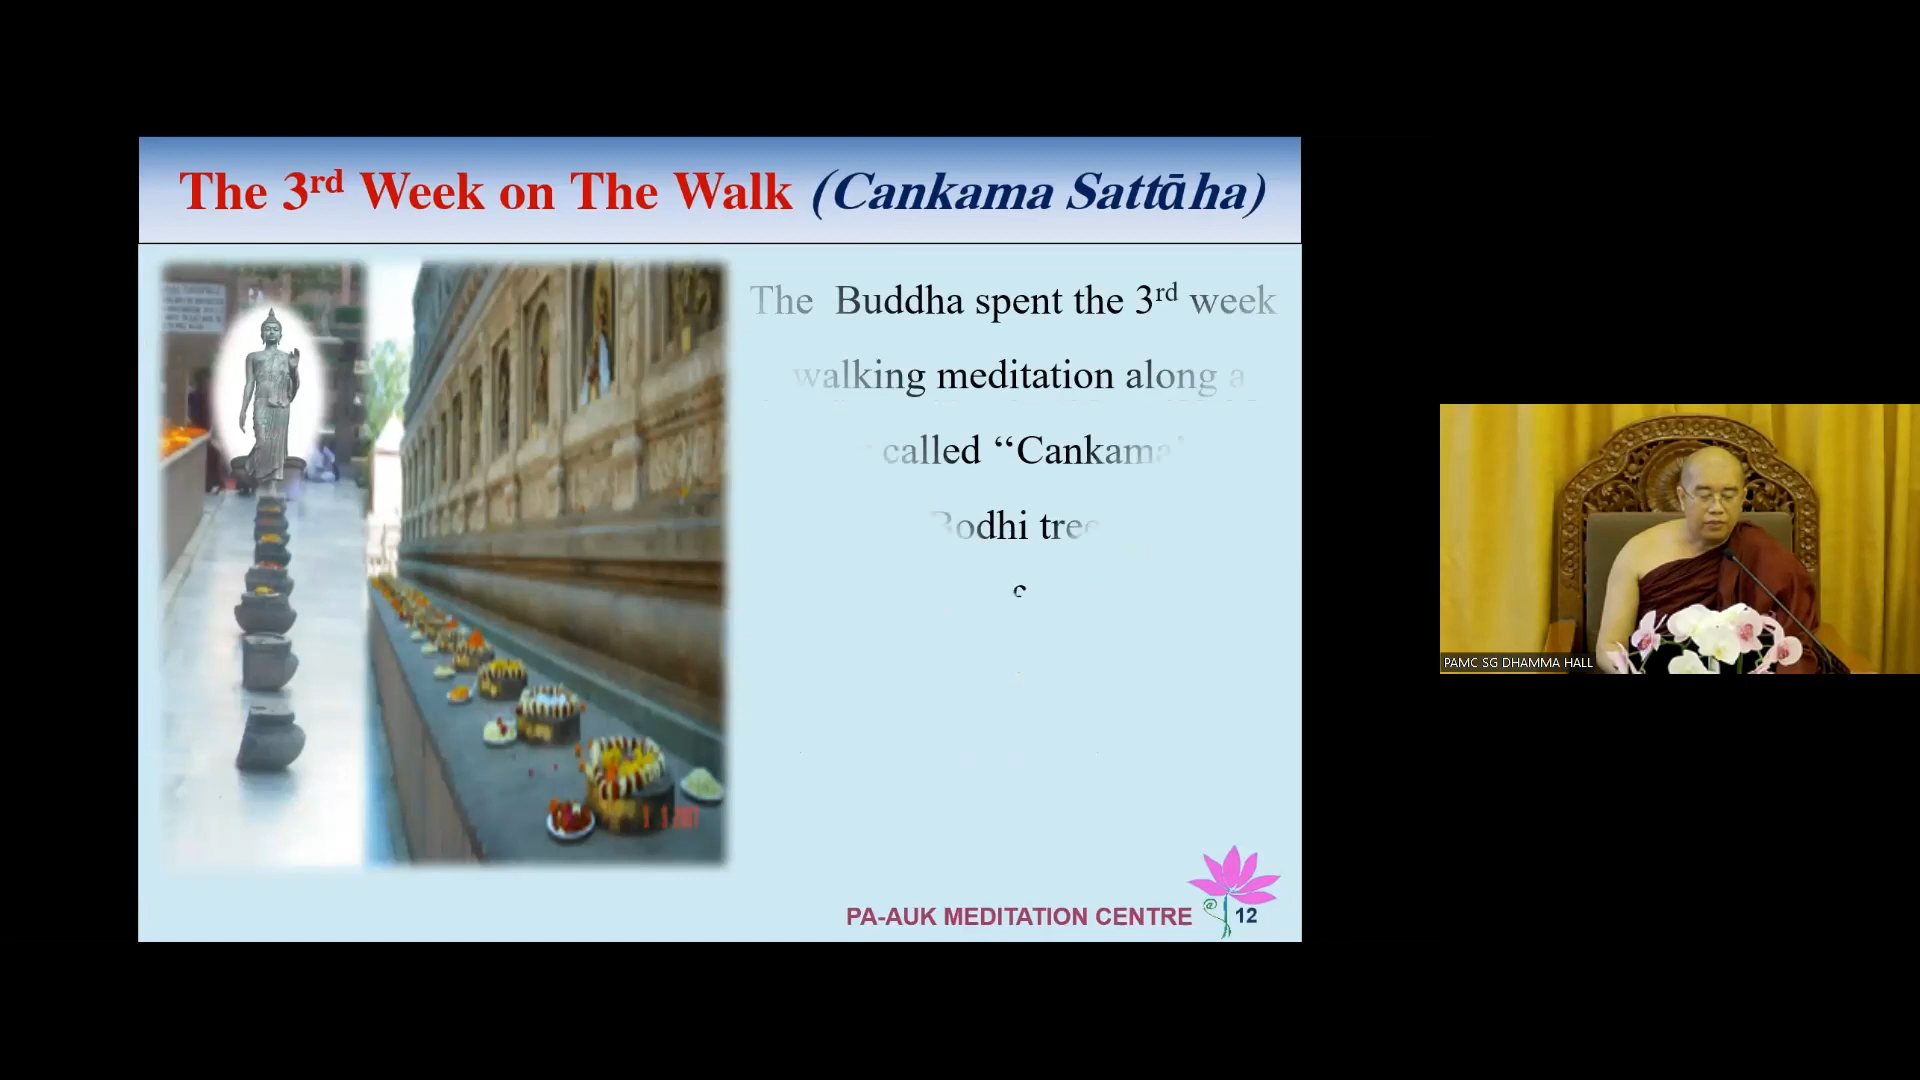 The 3rd Week on The Walk (Cankama Sattāha)
The Buddha spent the 3rd week
walking meditation along a
called “Cankama
Bodhi tree
PA-AUK MEDITATION CENTRE
@ 12
PAMC SG DHAMMA HALL